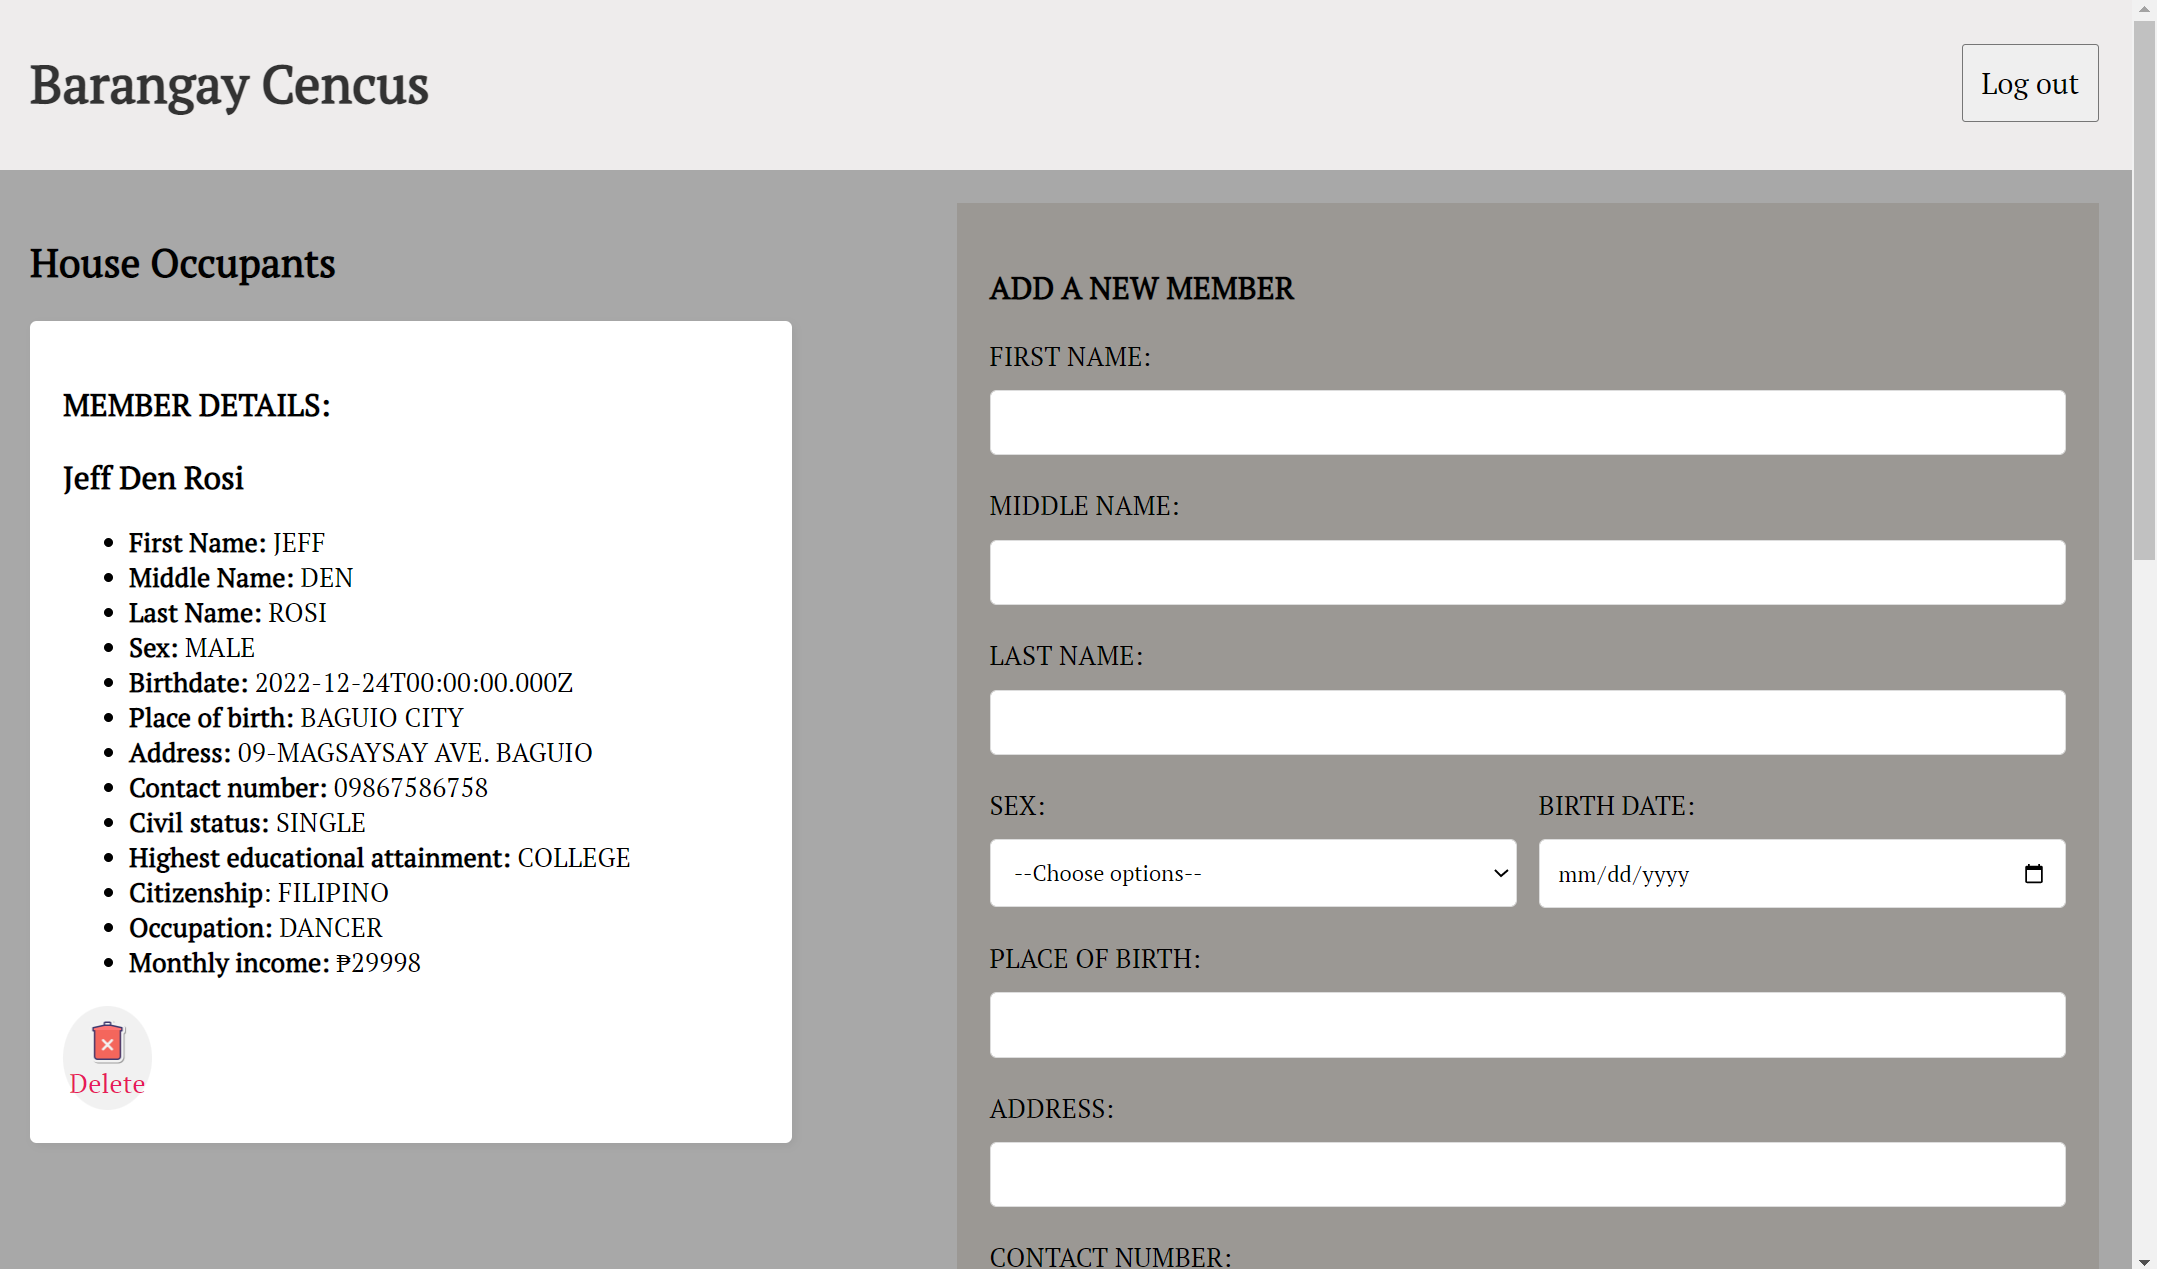 Barangay Cencus
Log out
House Occupants
MEMBER DETAILS:
Jeff Den Rosi
First Name: JEFF
Middle Name: DEN
Last Name: ROSI
Sex: MALE
Birthdate: 2022-12-24T00:00:00.000Z
Place of birth: BAGUIO CITY
Address: 09-MAGSAYSAY AVE. BAGUIO
Contact number: 09867586758
Civil status: SINGLE
Highest educational attainment: COLLEGE
Citizenship: FILIPINO
Occupation: DANCER
Monthly income: ₱29998
Delete
ADD A NEW MEMBER
FIRST NAME:
MIDDLE NAME:
LAST NAME:
SEX:
--Choose options--
BIRTH DATE:
mm/dd/yyyy
PLACE OF BIRTH:
ADDRESS:
CONTACT NUMBER: